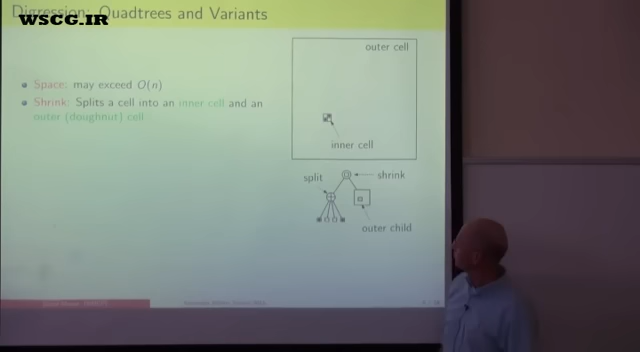 Digression: Quadtrees and Variants
WSCG.IR
Space: may exceed O(n)
Shrink: Splits a cell into an inner cell and an
outer (doughnut) cell
outer cell
inner cell
split
shrink
outer child